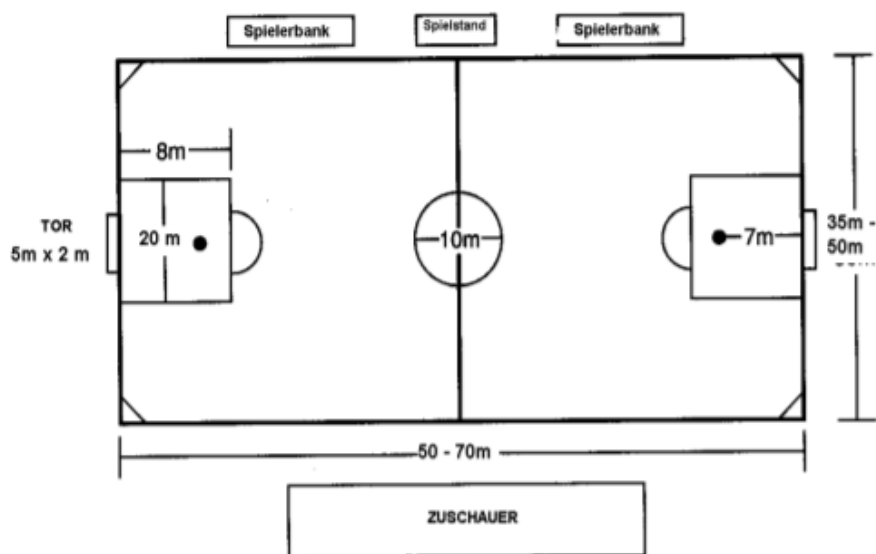 Spielerbank
Spielstand
Spielerbank
8m
TOR
5m x 2 m
20 m
10m
7m
35m -
50m
50 - 70m
ZUSCHAUER